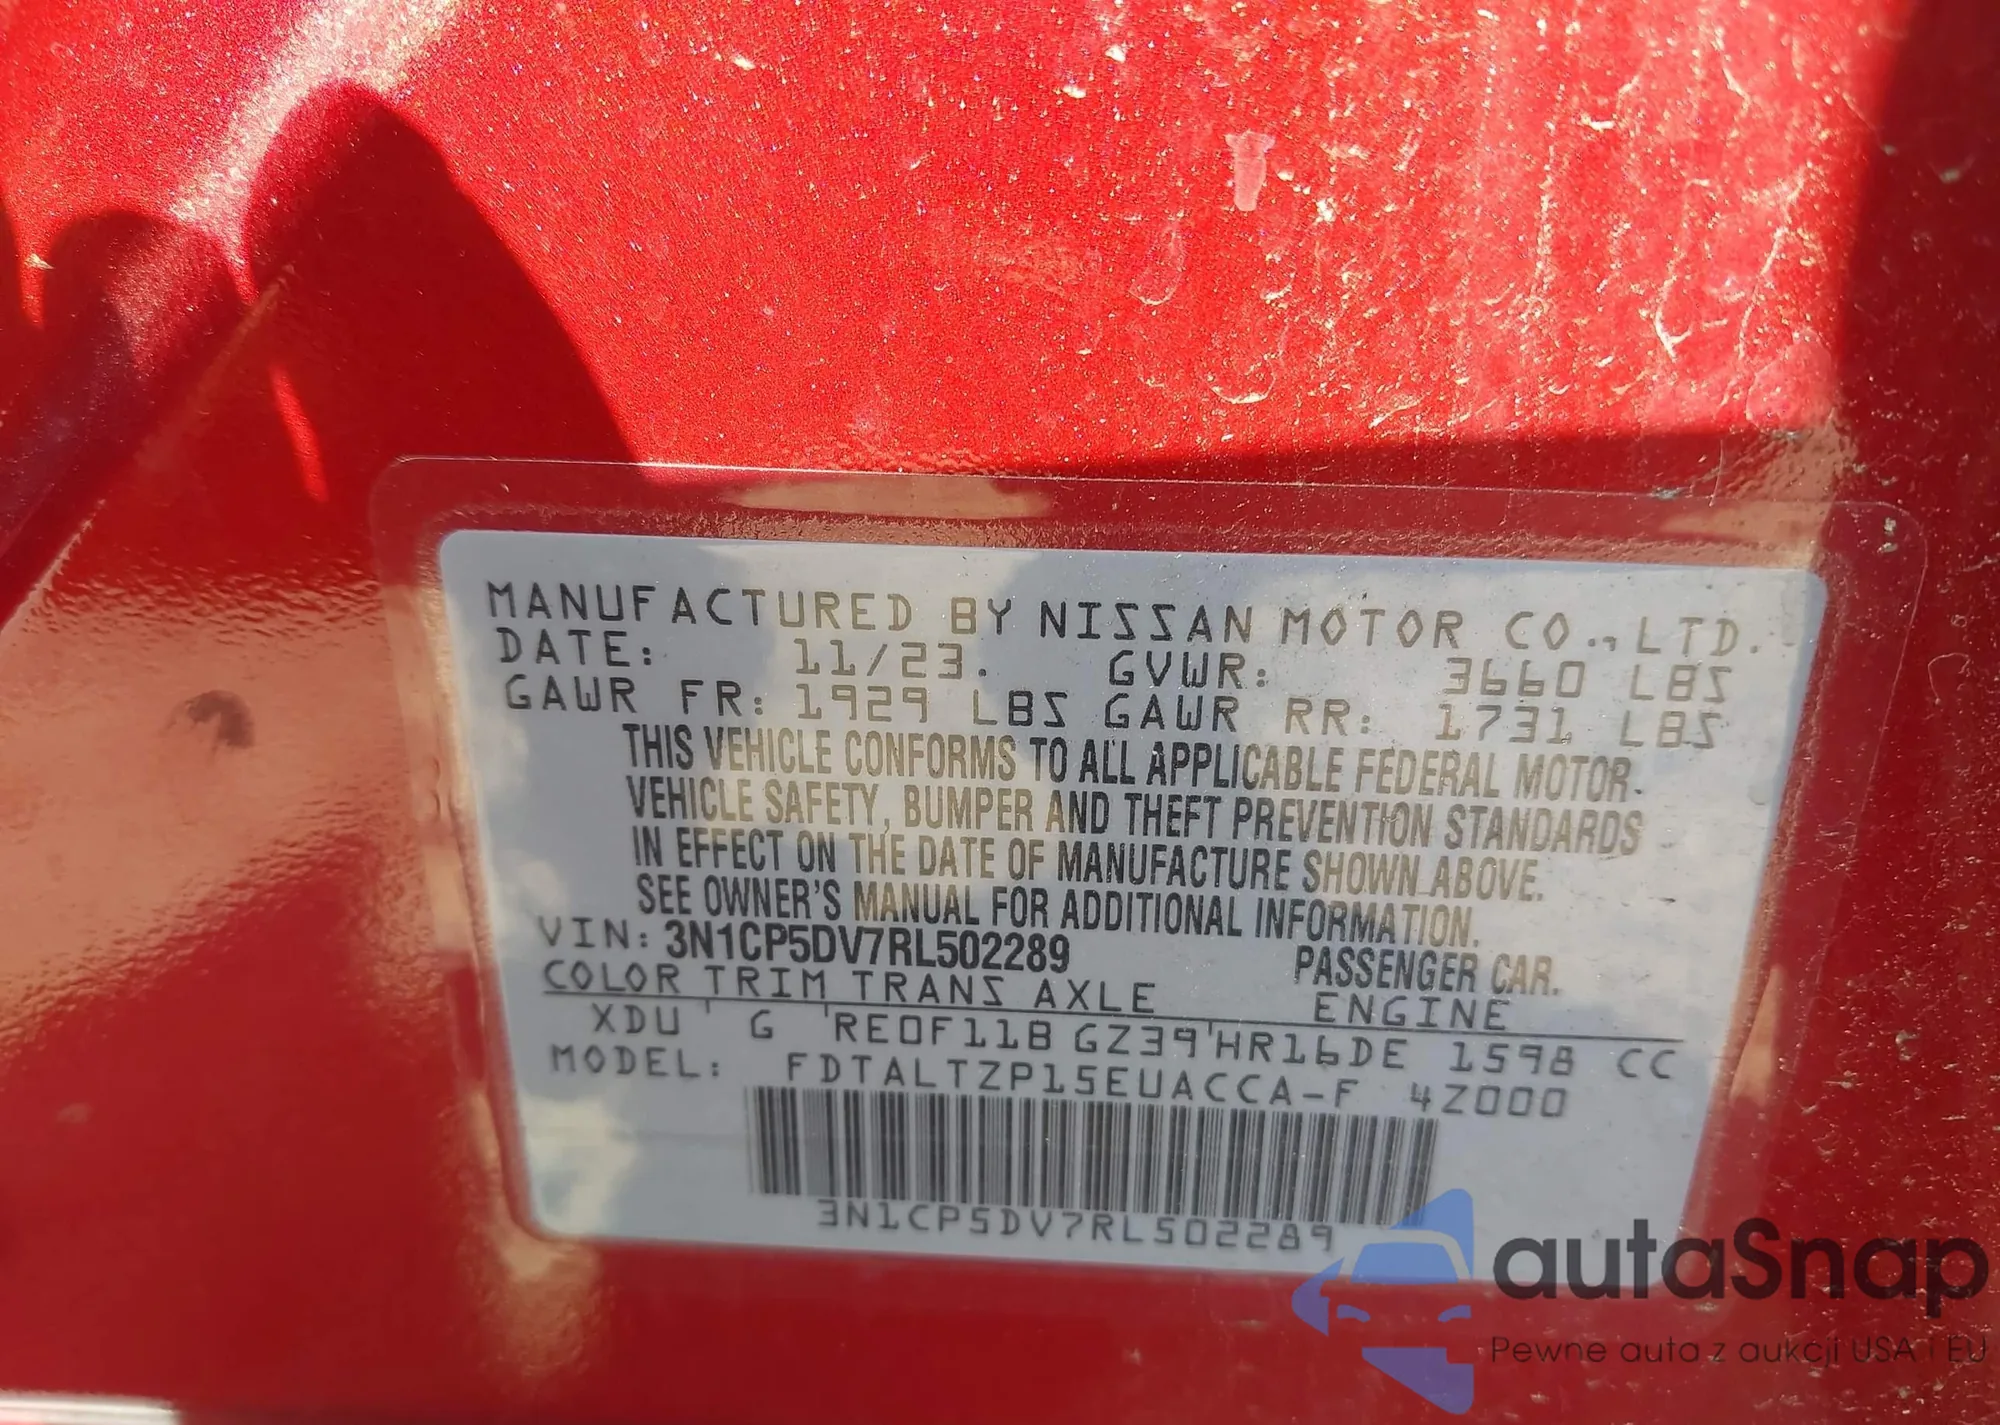 MANUFACTURED BY NISSAN MOTOR CO., LTD.
DATE: 11/23. GVWR: 3660 LBS
GAWR FR: 1929 LBS GAWR RR: 1731 LBS
THIS VEHICLE CONFORMS TO ALL APPLICABLE FEDERAL MOTOR
VEHICLE SAFETY, BUMPER AND THEFT PREVENTION STANDARDS
IN EFFECT ON THE DATE OF MANUFACTURE SHOWN ABOVE.
SEE OWNER'S MANUAL FOR ADDITIONAL INFORMATION.
VIN: 3N1CP5DV7RL502289 PASSENGER CAR.
COLOR TRIM TRANS AXLE ENGINE
XDU G RE0F11B GZ39 HR16DE 1598 CC
MODEL: FDTALTZP15EUACCA-F 4Z000
3N1CP5DV7RL502289
autaSnap
Pewne auta z aukcji USA i EU